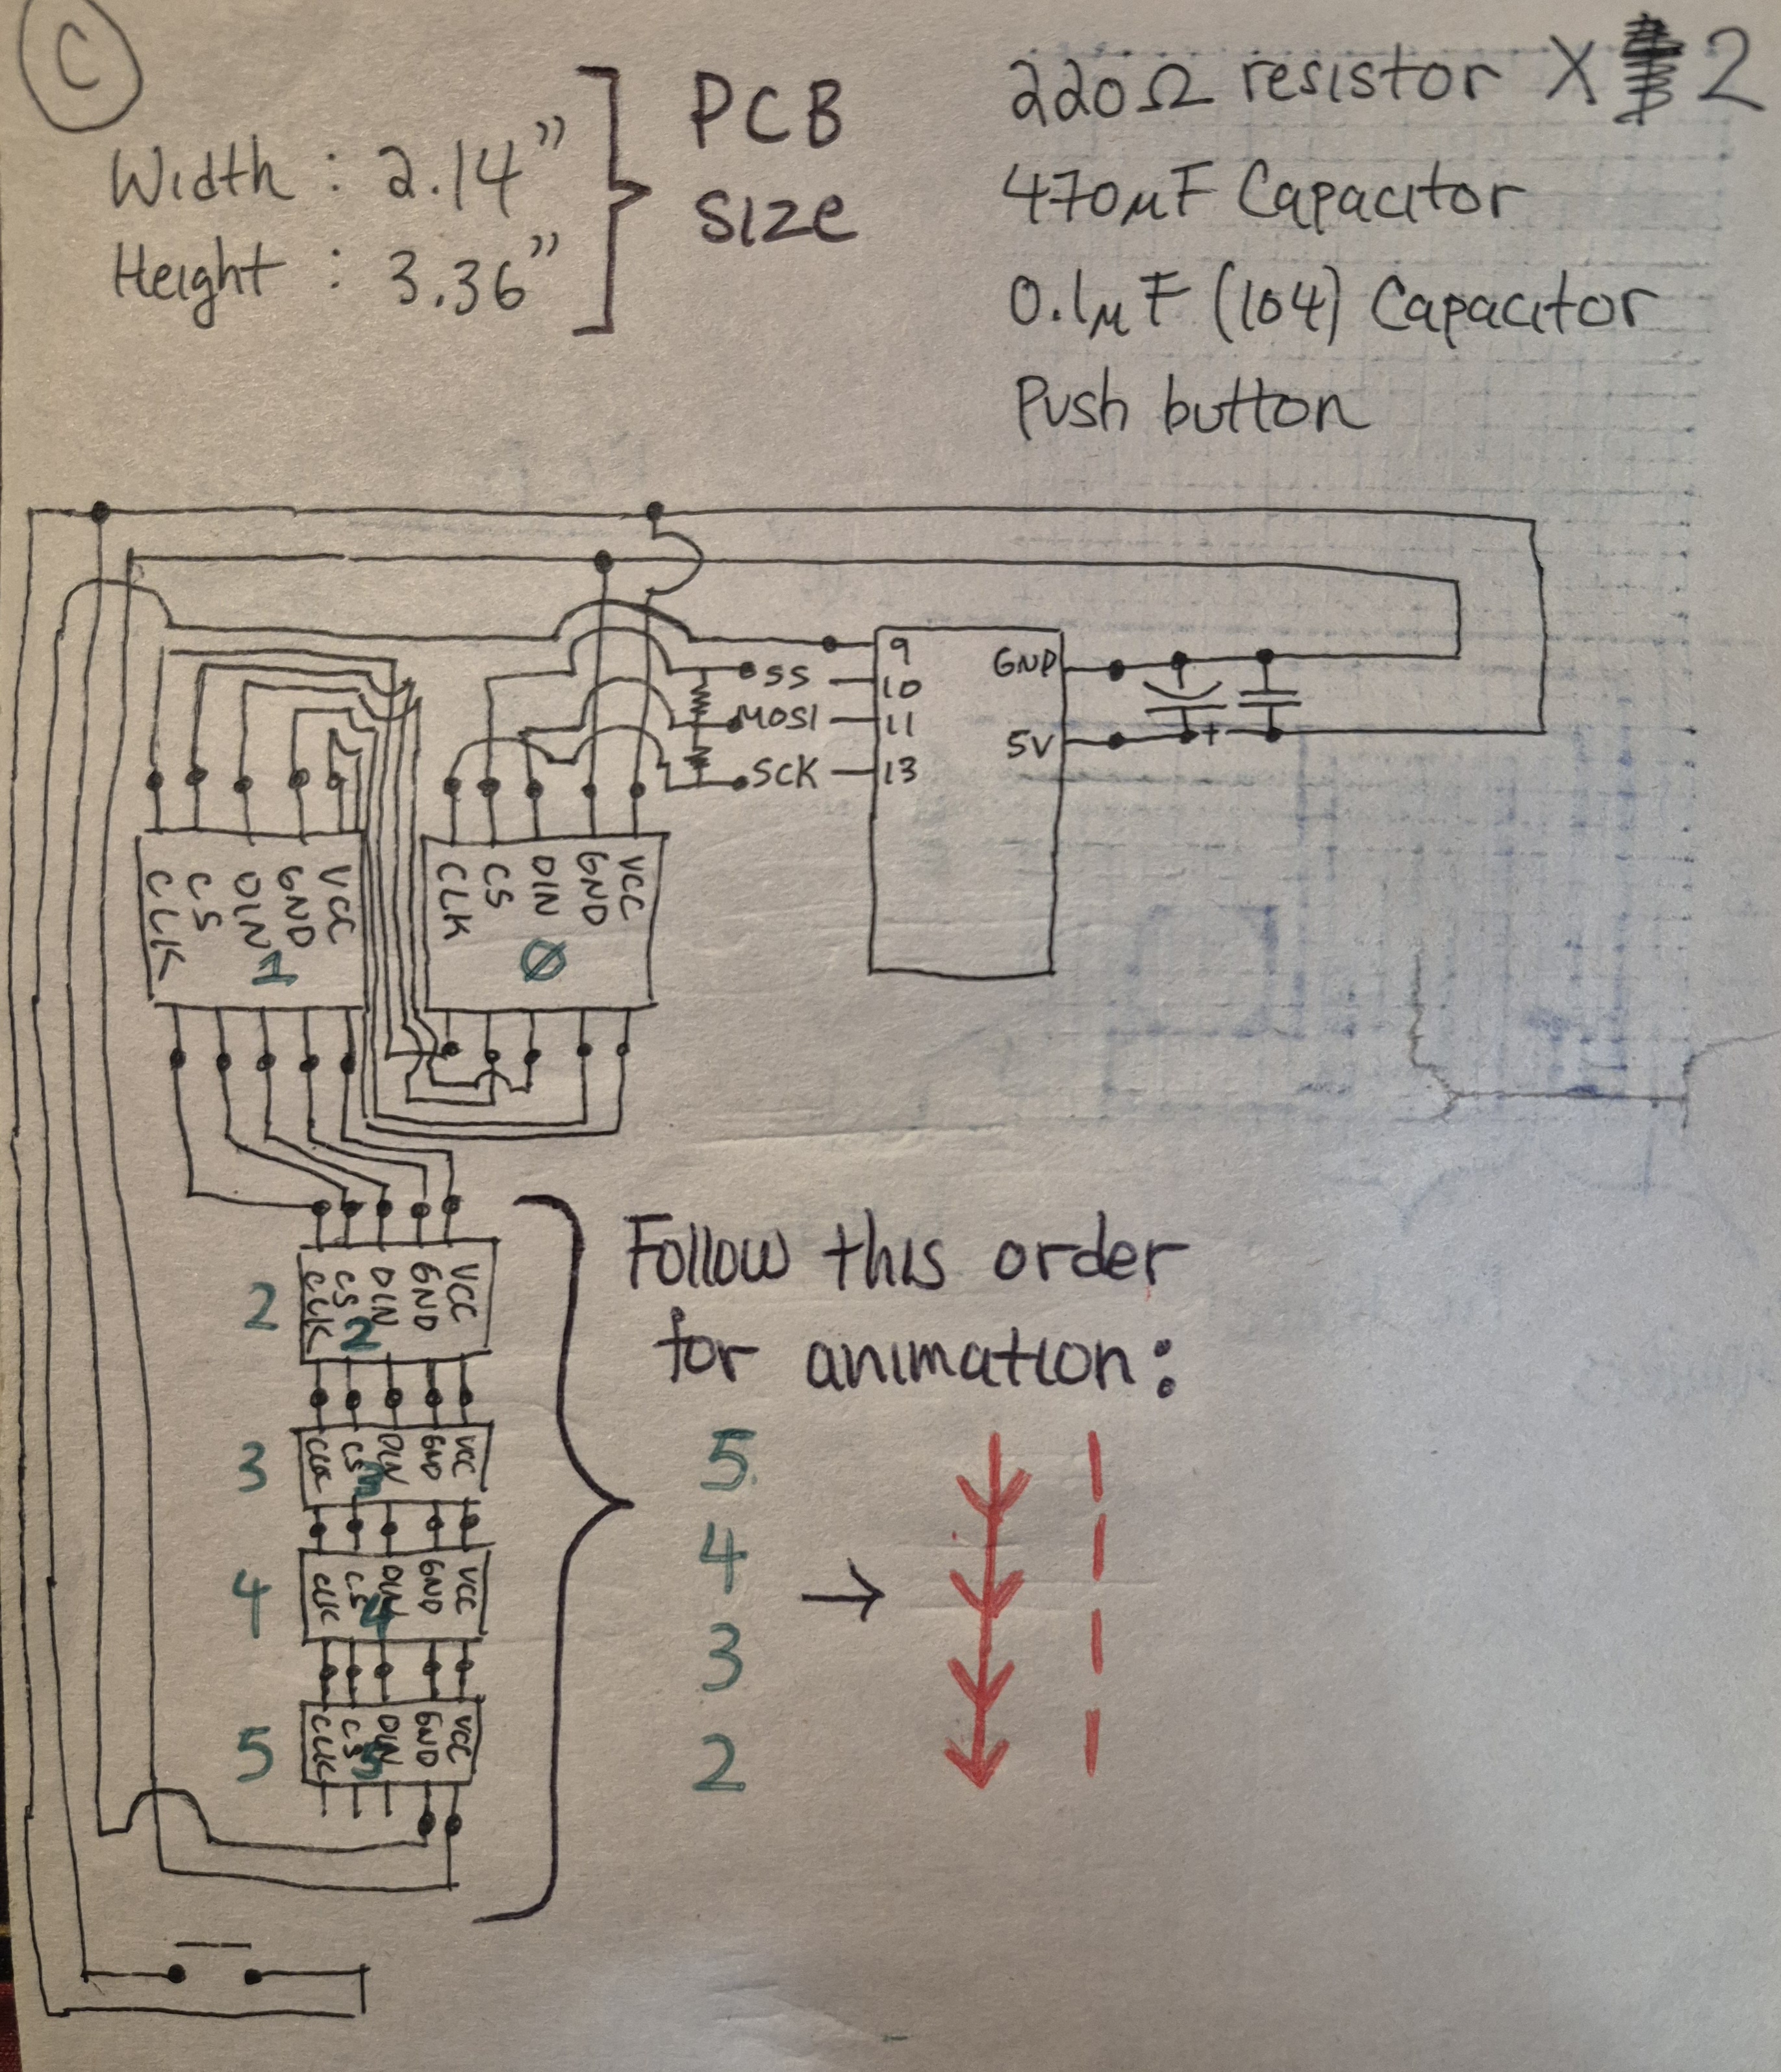 C
Width : 2.14"
Height : 3.36"
PCB
SIZE
220Ω resistor X 2
470μF Capacitor
0.1μF (104) Capacitor
Push button
9
SS 10
MOSI 11
SCK 13
GND
5V
+
CLK CS DIN GND VCC
1
CLK CS DIN GND VCC
0
2
CLK CS DIN GND VCC
2
3
CLK CS DIN GND VCC
3
4
CLK CS DIN GND VCC
4
5
CLK CS DIN GND VCC
5
Follow this order
for animation:
5
4
3
2